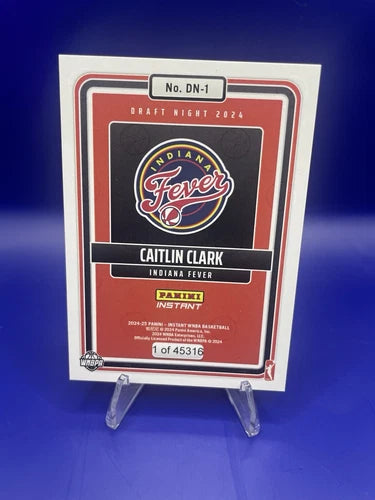 No. DN-1
DRAFT NIGHT 2024
INDIANA
Fever
CAITLIN CLARK
INDIANA FEVER
PANINI
INSTANT
2024-25 PANINI - INSTANT WNBA BASKETBALL
© 2024 Panini America, Inc.
2024 WNBA Enterprises, LLC.
Officially Licensed Product of the WNBPA © 2024
1 of 45316
WNBPA